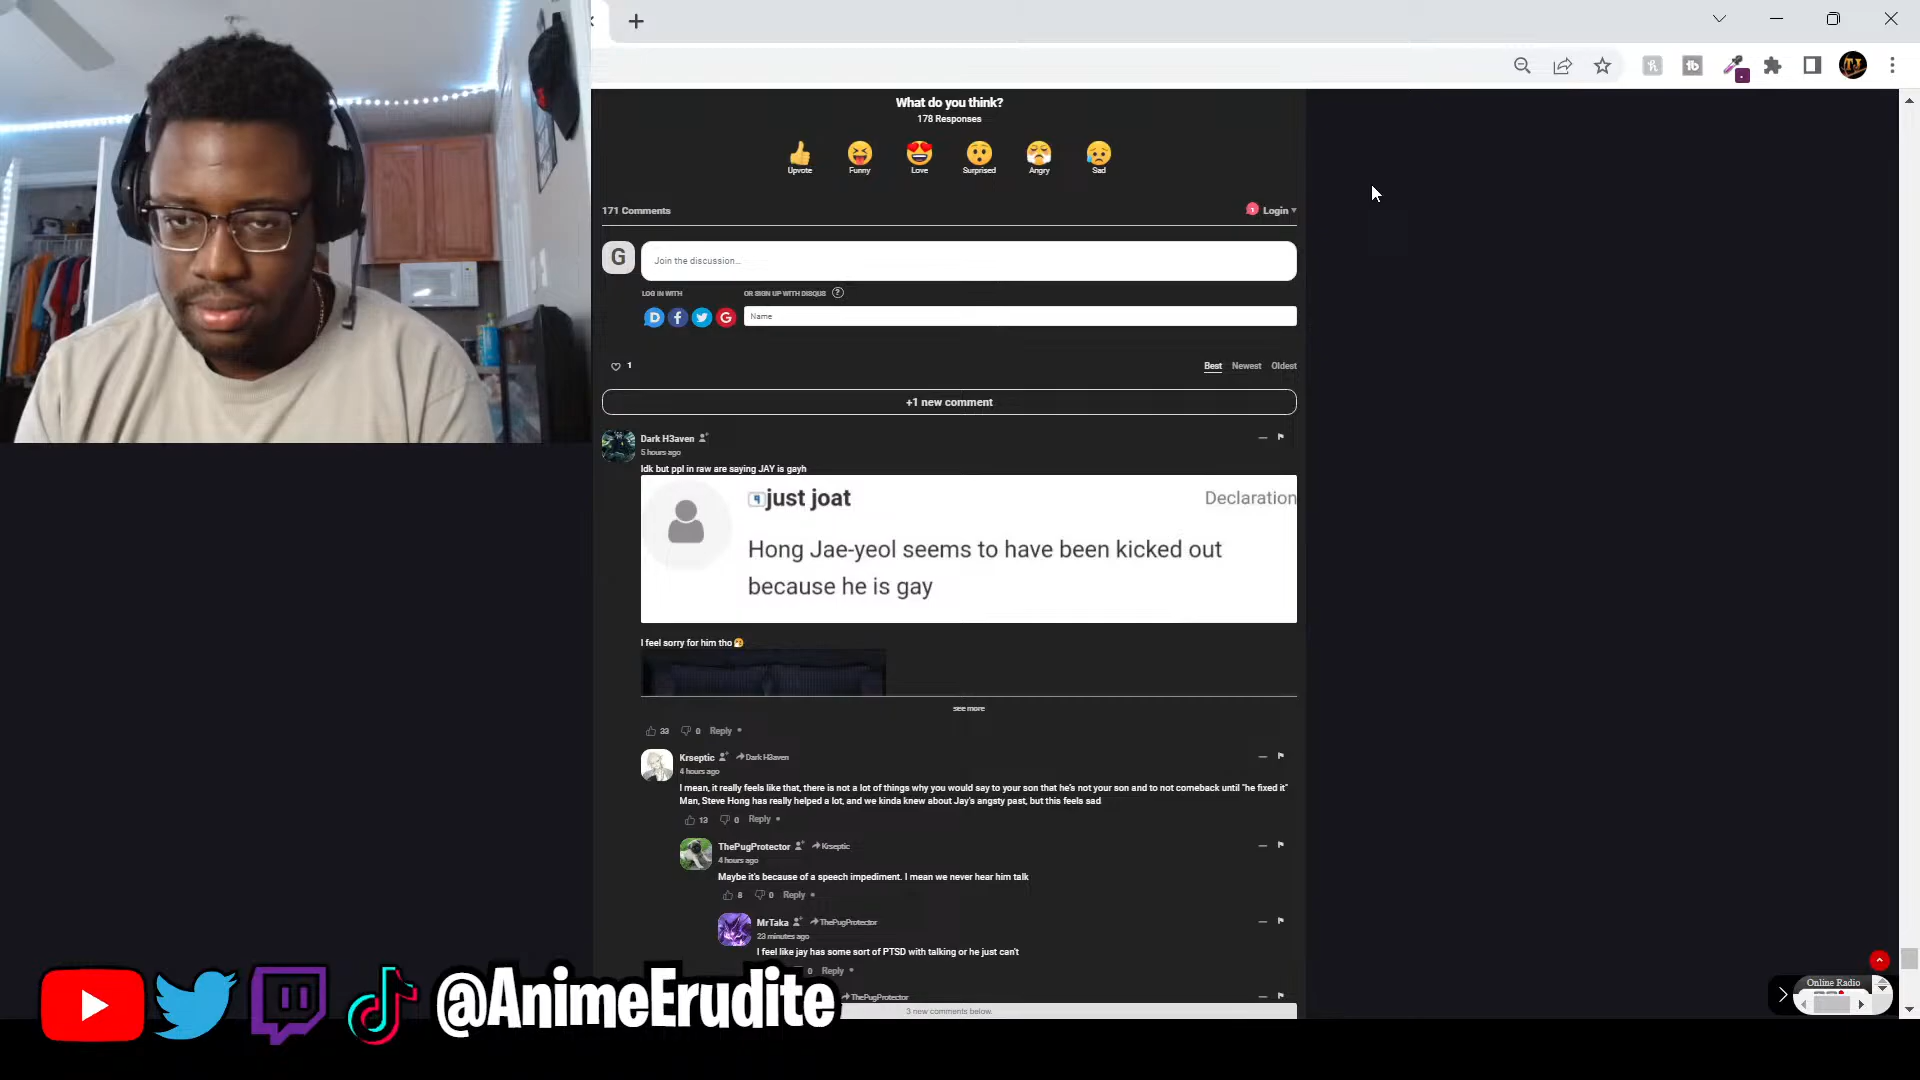 What do you think?
178 Responses
Upvote
Funny
Love
Surprised
Angry
Sad
171 Comments
1
Login
G
Join the discussion...
LOG IN WITH
OR SIGN UP WITH DISQUS ?
Name
1
Best Newest Oldest
+1 new comment
Dark H3aven
5 hours ago
Idk but ppl in raw are saying JAY is gayh
just joat
Declaration
Hong Jae-yeol seems to have been kicked out
because he is gay
I feel sorry for him tho
see more
33 0 Reply
Krseptic Dark H3aven
4 hours ago
I mean, it really feels like that, there is not a lot of things why you would say to your son that he's not your son and to not comeback until "he fixed it"
Man, Steve Hong has really helped a lot, and we kinda knew about Jay's angsty past, but this feels sad
13 0 Reply
ThePugProtector Krseptic
4 hours ago
Maybe it's because of a speech impediment. I mean we never hear him talk
8 0 Reply
MrTaka ThePugProtector
23 minutes ago
I feel like jay has some sort of PTSD with talking or he just can't
0 Reply
ThePugProtector
3 new comments below.
Online Radio
@AnimeErudite